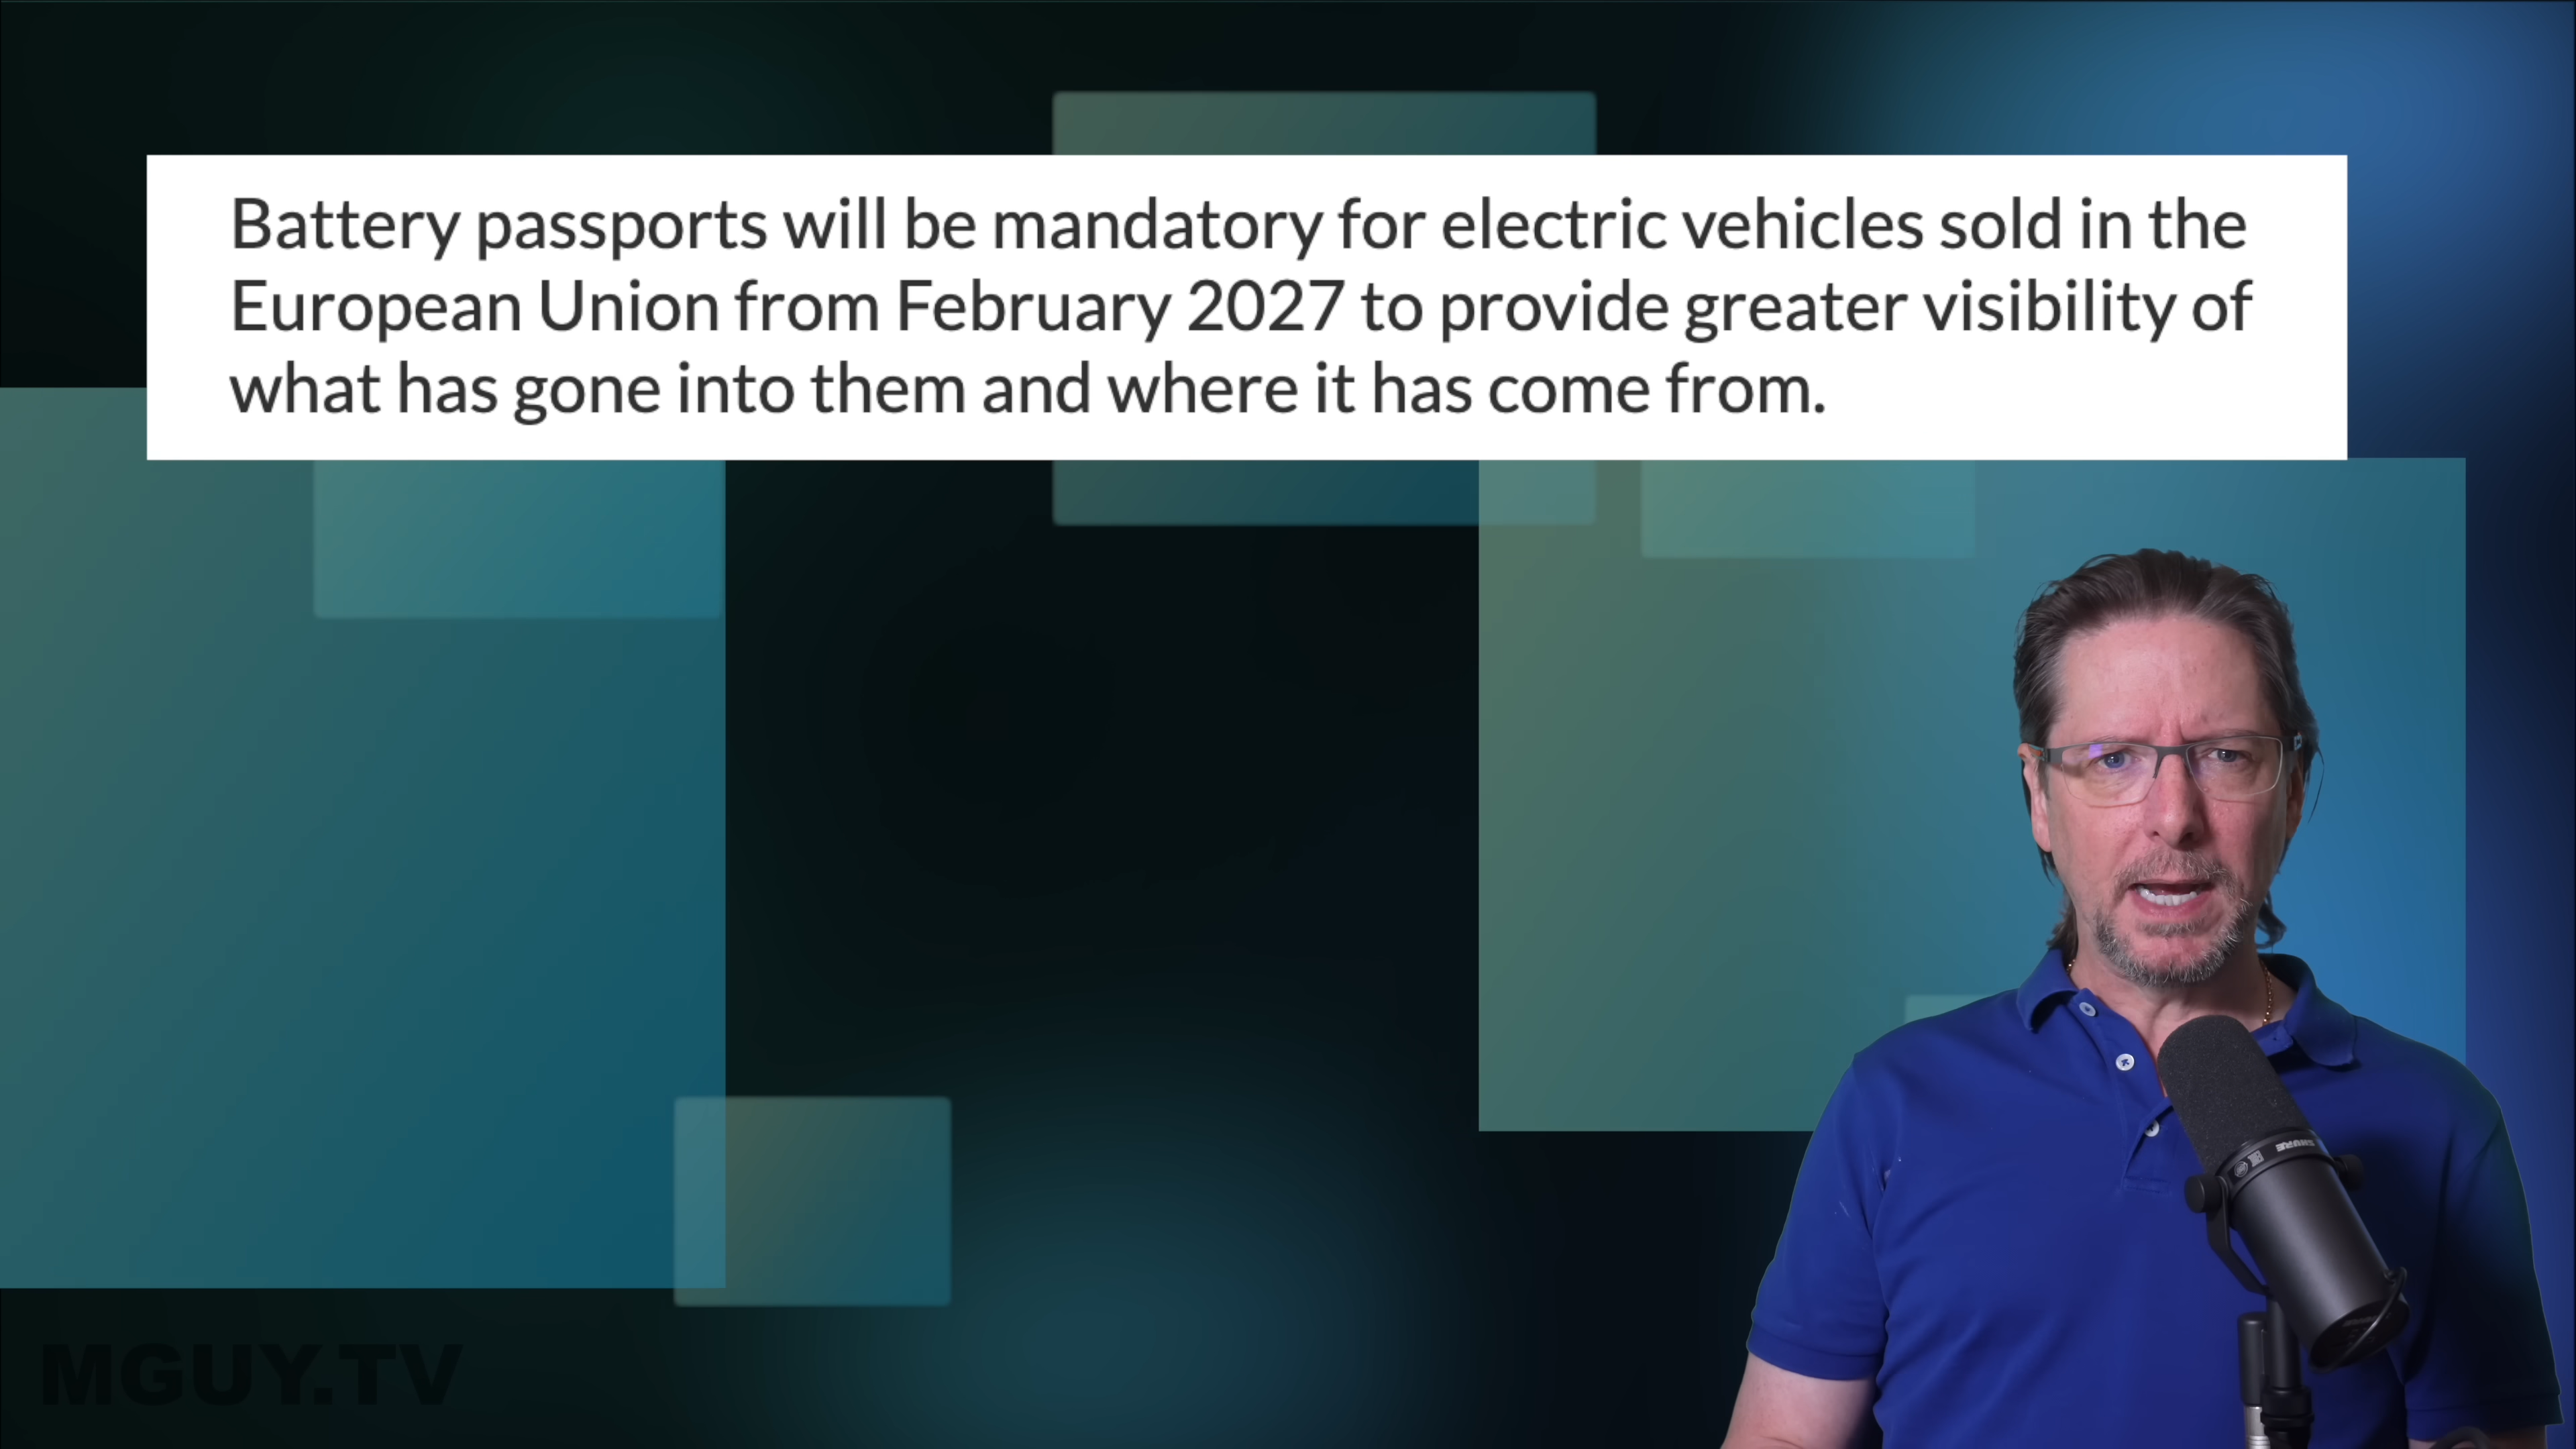 Battery passports will be mandatory for electric vehicles sold in the
European Union from February 2027 to provide greater visibility of
what has gone into them and where it has come from.
SHURE
MGUY.TV